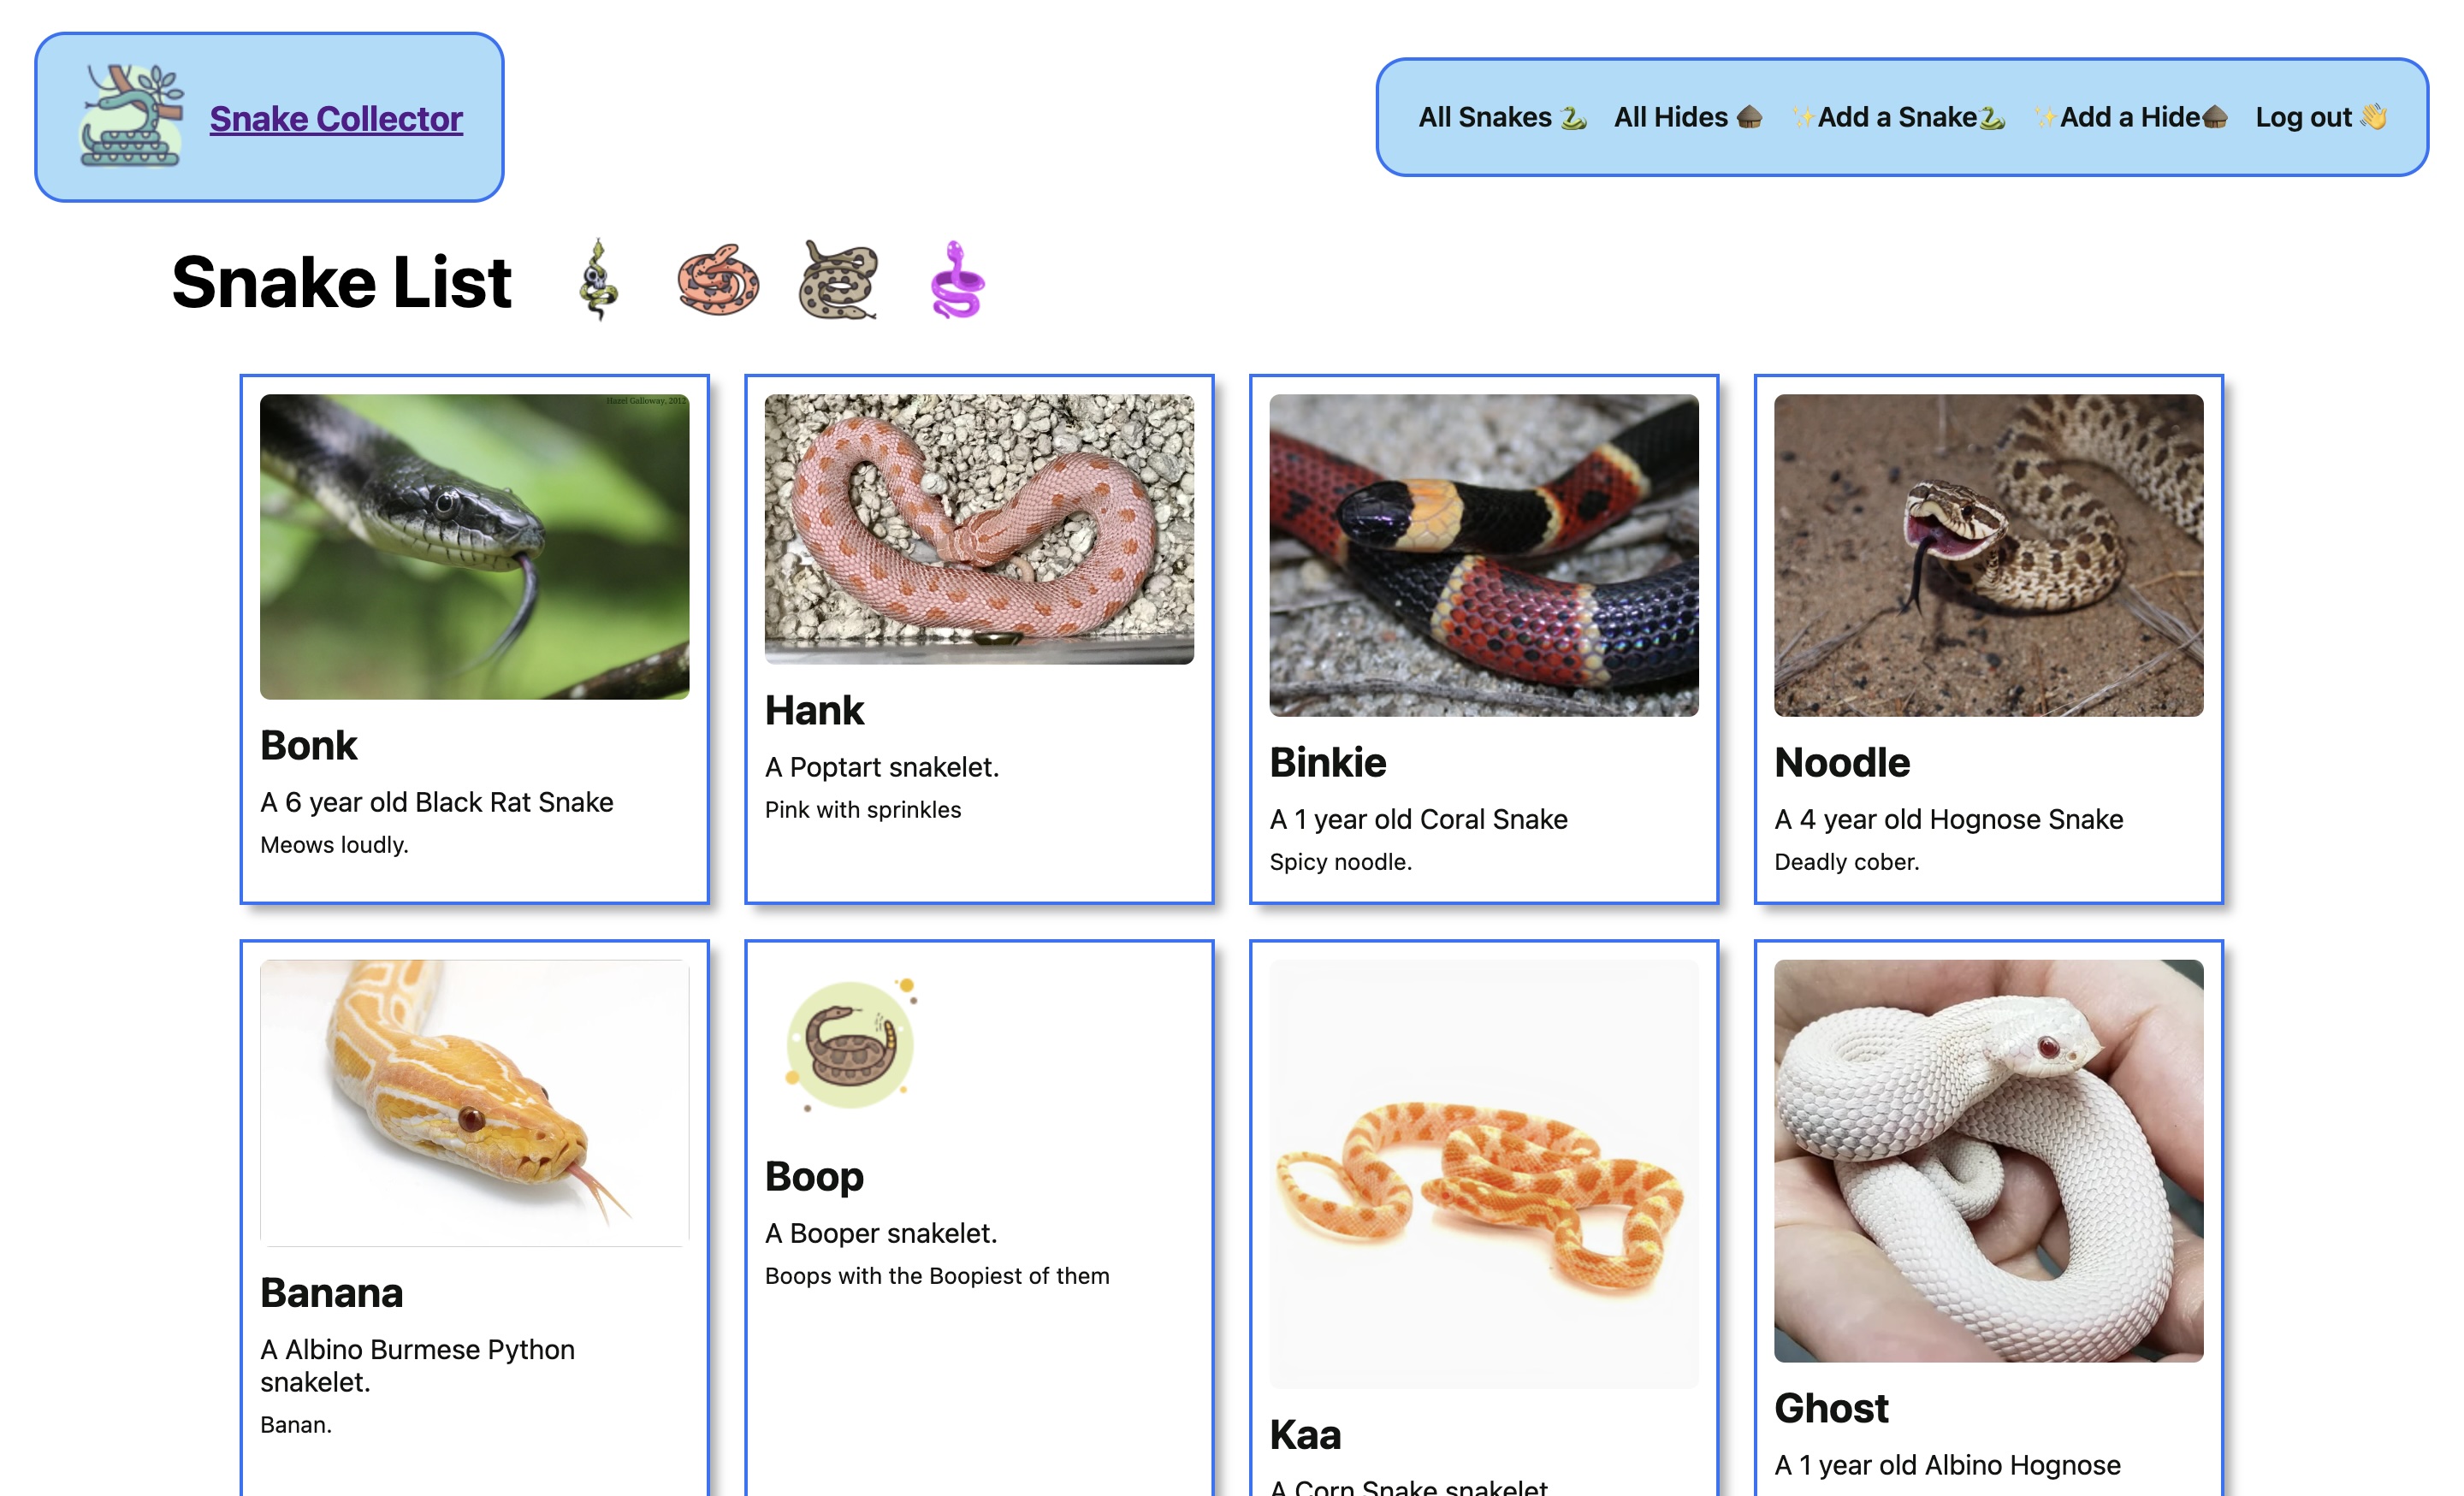 Snake Collector
All Snakes 🐍 All Hides 🛖 ✨Add a Snake🐍 ✨Add a Hide🛖 Log out 👋
Snake List
Hazel Galloway, 2012
Bonk
A 6 year old Black Rat Snake
Meows loudly.
Hank
A Poptart snakelet.
Pink with sprinkles
Binkie
A 1 year old Coral Snake
Spicy noodle.
Noodle
A 4 year old Hognose Snake
Deadly cober.
Banana
A Albino Burmese Python
snakelet.
Banan.
Boop
A Booper snakelet.
Boops with the Boopiest of them
Kaa
A Corn Snake snakelet
Ghost
A 1 year old Albino Hognose